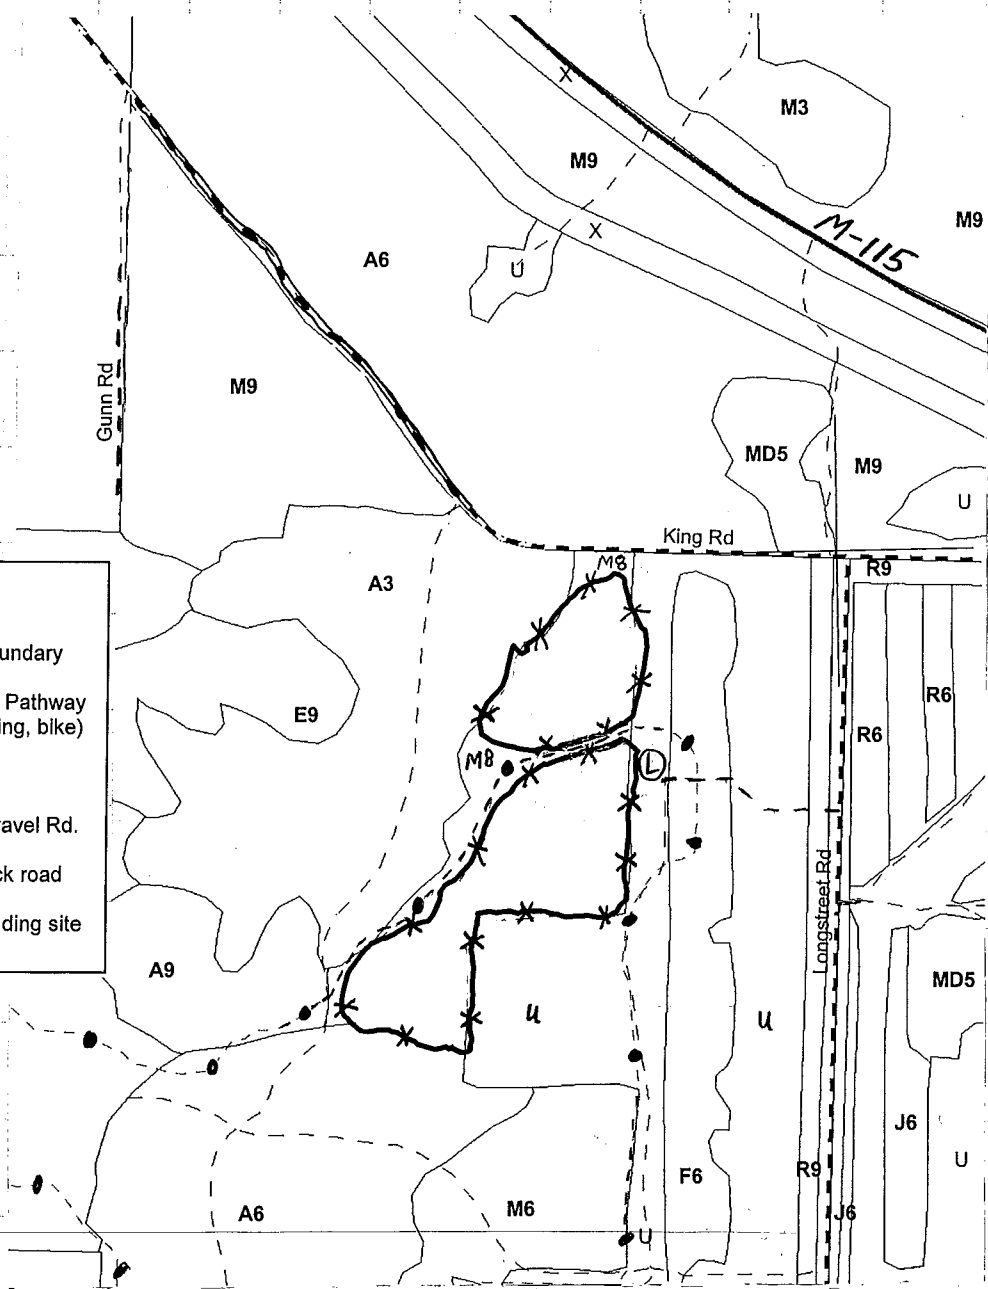 M3
M9
M9
M-115
A6
U
M9
Gunn Rd
MD5
M9
U
King Rd
M8
R9
A3
undary
Pathway
ing, bike)
E9
R6
R6
M8
L
ravel Rd.
ck road
ding site
Longstreet Rd
A9
MD5
U
U
J6
U
F6
R9
A6
M6
J6
U